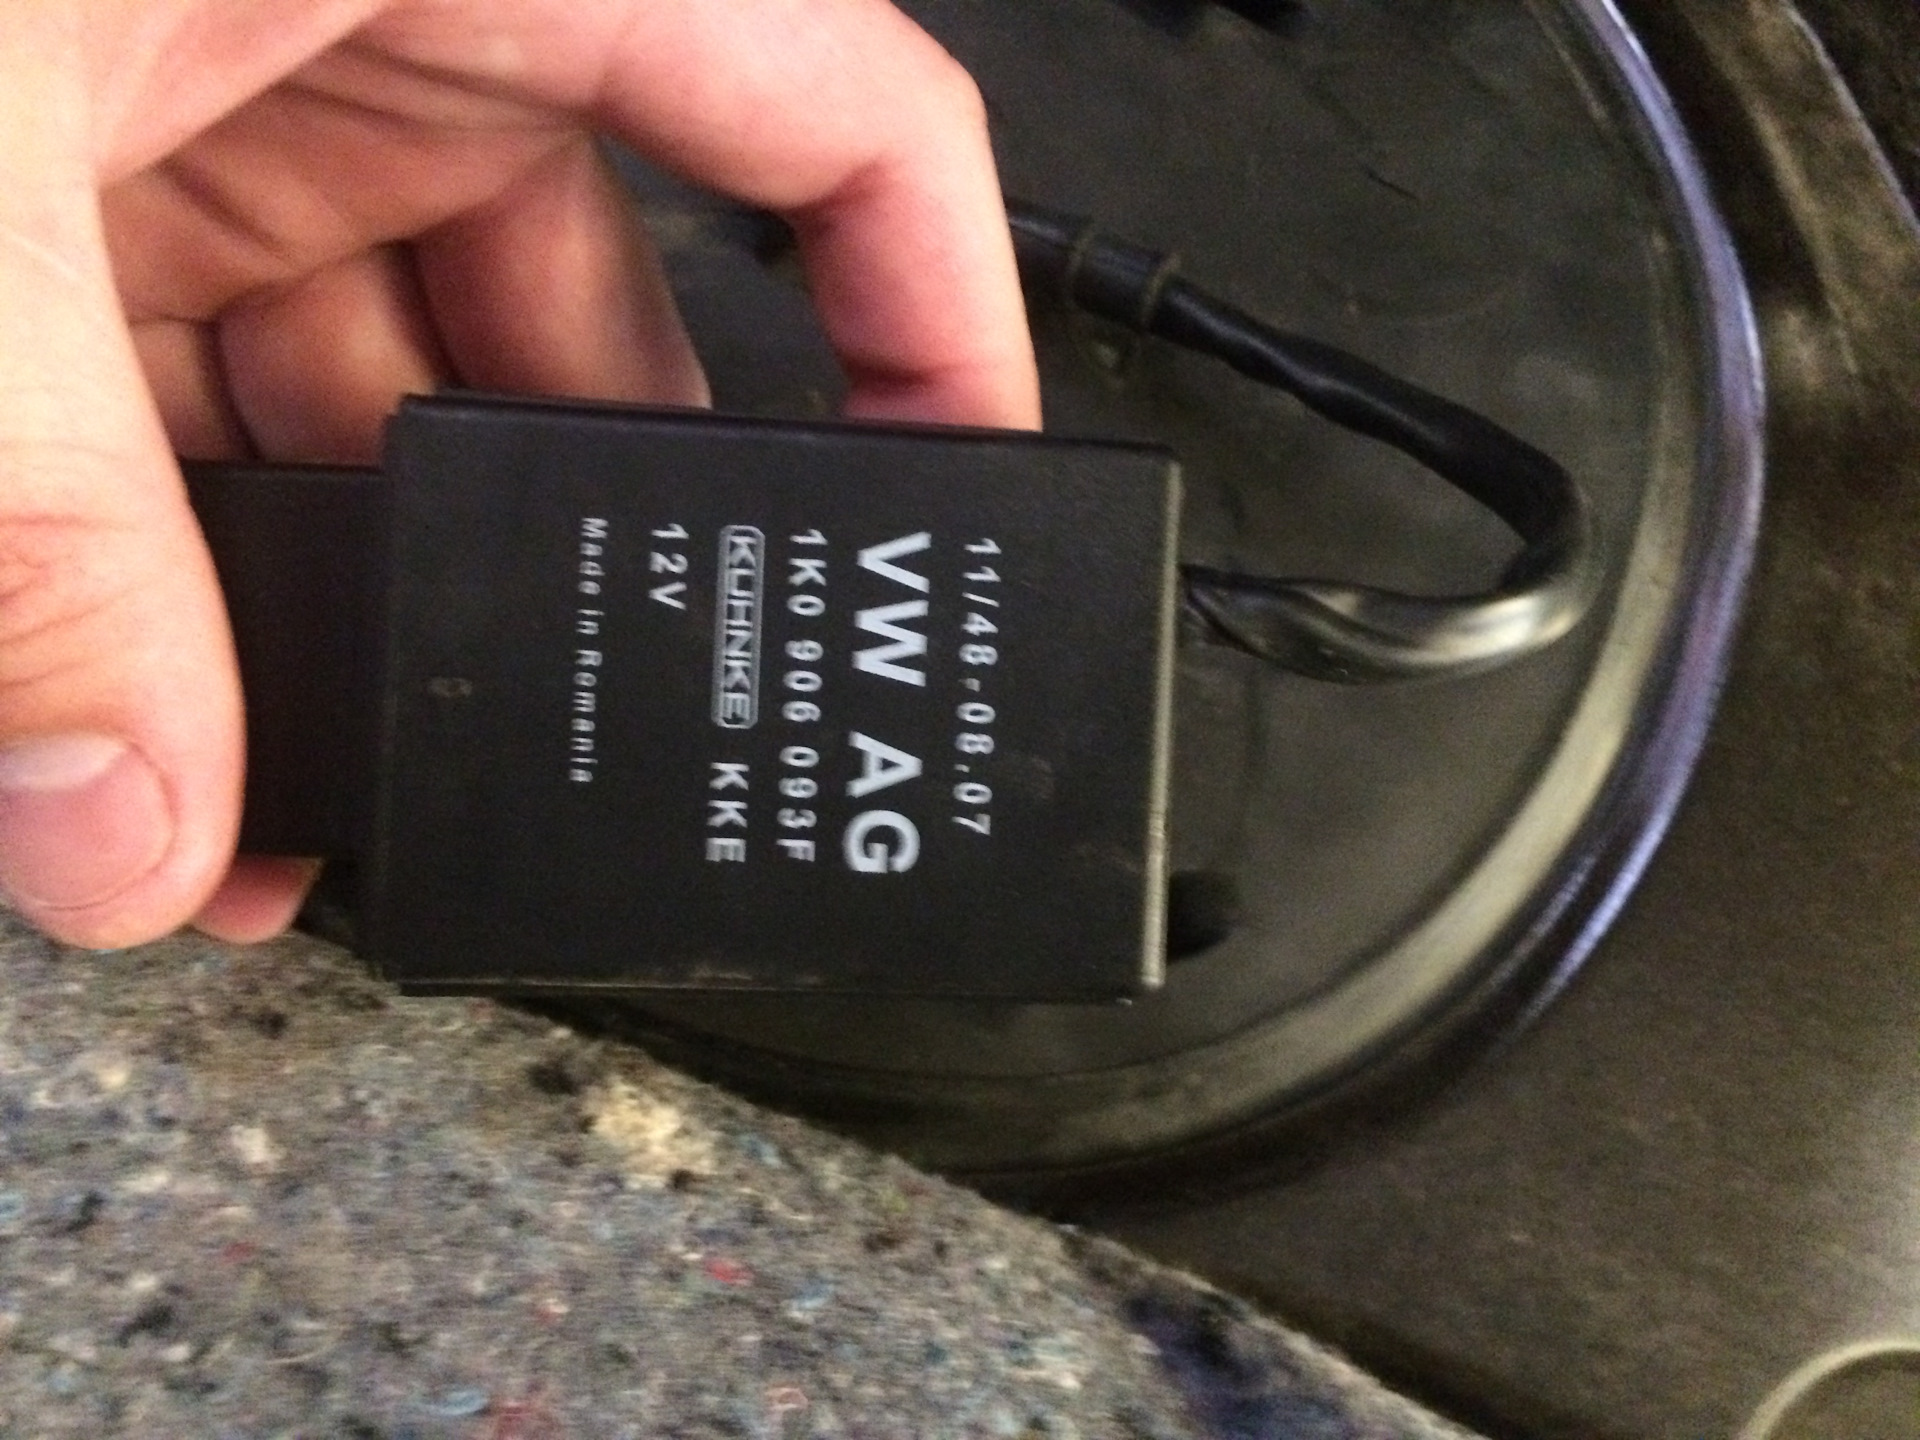 11/48-08.07
VW AG
1K0 906 093F
KUHNKE KKE
12V
Made in Romania